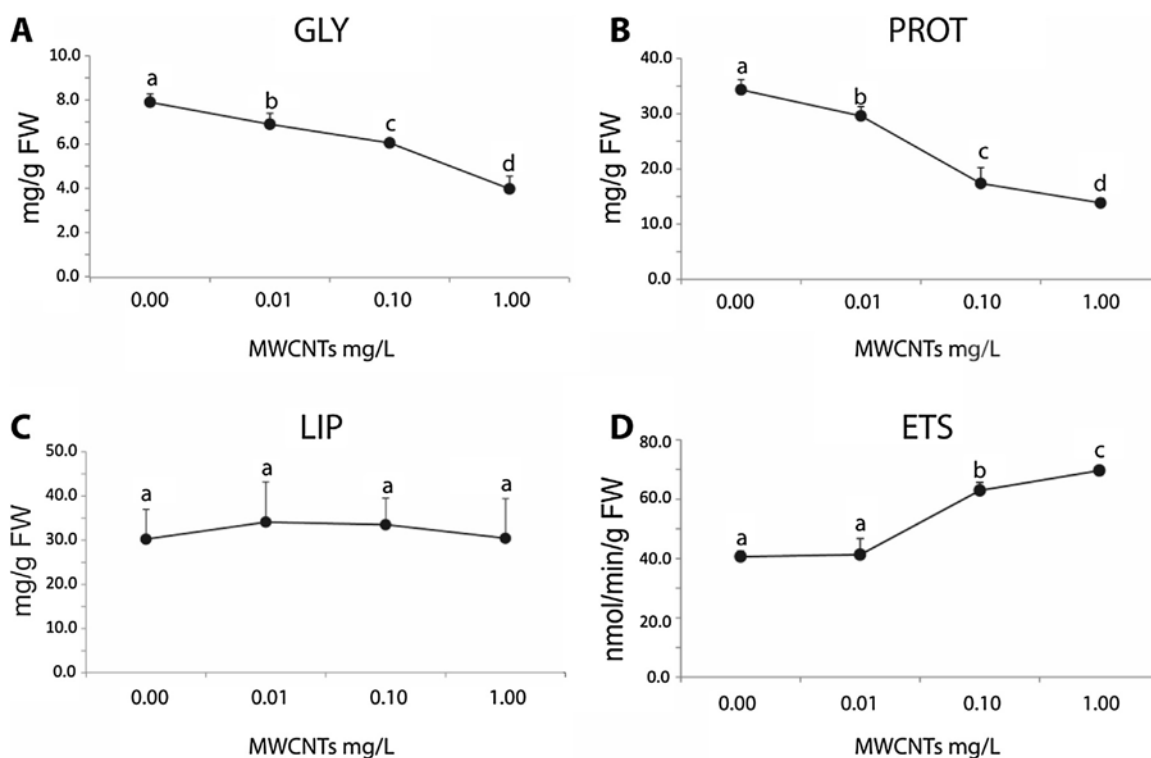 A
GLY
10.0
8.0
6.0
4.0
2.0
0.0
mg/g FW
a
b
c
d
0.00 0.01 0.10 1.00
MWCNTs mg/L
B
PROT
40.0
30.0
20.0
10.0
0.0
mg/g FW
a
b
c
d
0.00 0.01 0.10 1.00
MWCNTs mg/L
C
LIP
50.0
40.0
30.0
20.0
10.0
0.0
mg/g FW
a
a
a
a
0.00 0.01 0.10 1.00
MWCNTs mg/L
D
ETS
80.0
60.0
40.0
20.0
0.0
nmol/min/g FW
a
a
b
c
0.00 0.01 0.10 1.00
MWCNTs mg/L